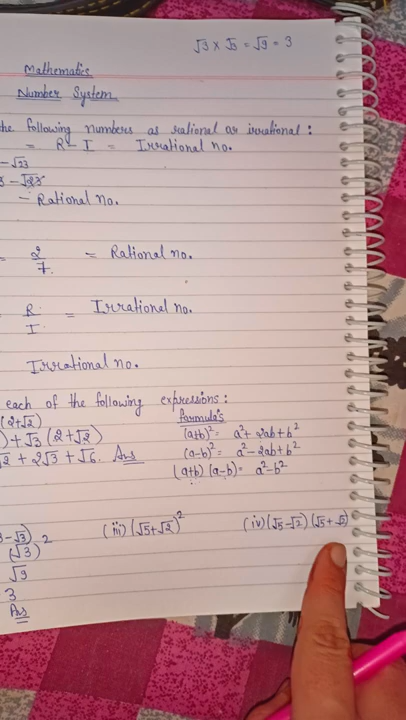 √3 × √3 = √9 = 3
Mathematics
Number System
the following numbers as rational or irrational :
= R - I = Irrational no.
- √23
- √23
- Rational no.
= 2/7 = Rational no.
R/I = Irrational no.
Irrational no.
each of the following expressions :
(2+√2)
) + √3 (2+√2)
√2 + 2√3 + √6. Ans
Formula's
(a+b)² = a² + 2ab + b²
(a-b)² = a² - 2ab + b²
(a+b) (a-b) = a² - b²
- √3) 2
(√3)²
√9
3
Ans
(iii) (√5+√2)²
(iv) (√5-√2) (√5+√2)